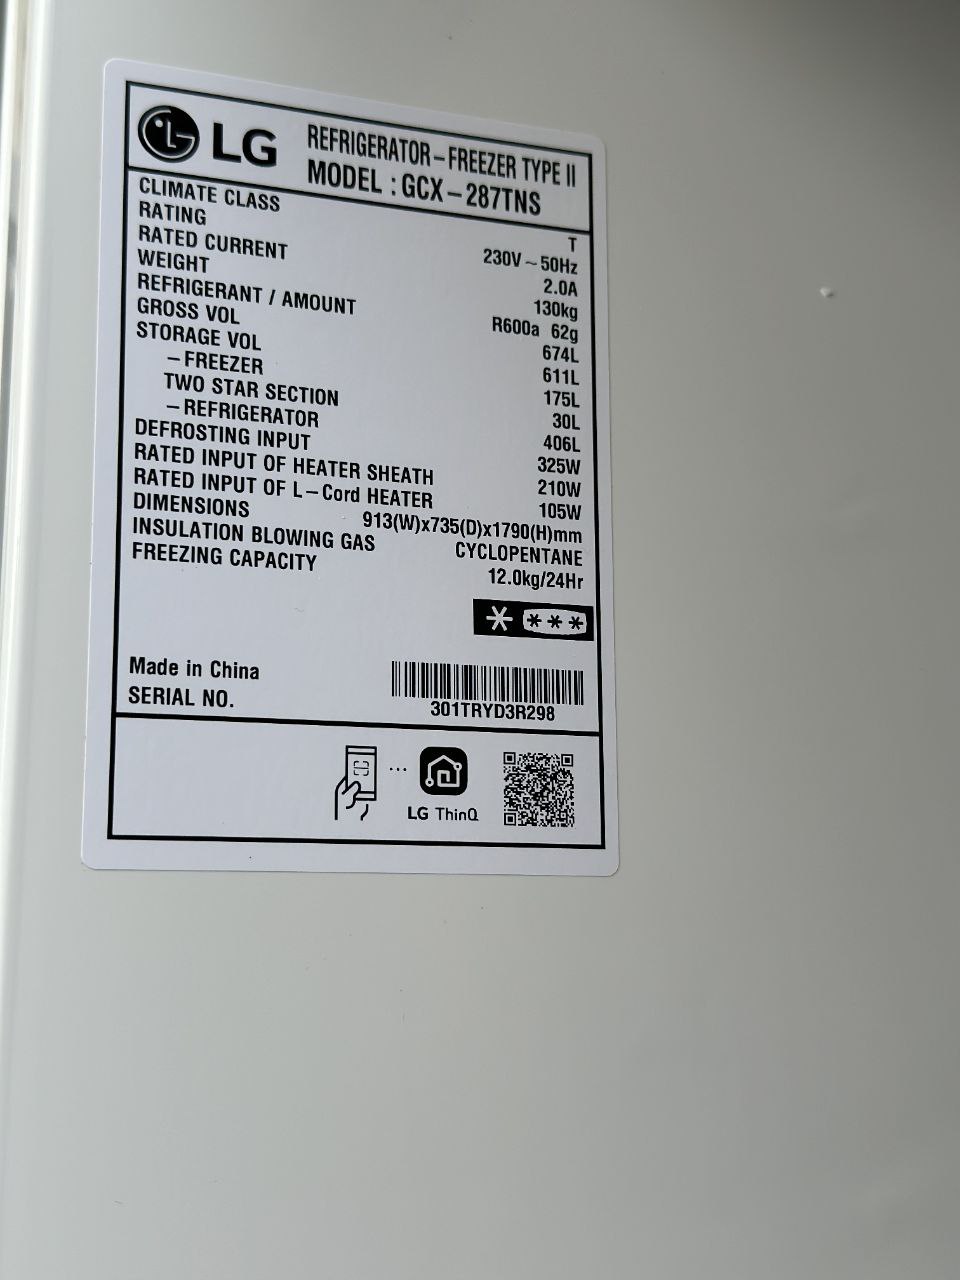 LG REFRIGERATOR-FREEZER TYPE II
MODEL : GCX-287TNS
CLIMATE CLASS T
RATING 230V ~ 50Hz
RATED CURRENT 2.0A
WEIGHT 130kg
REFRIGERANT / AMOUNT R600a 62g
GROSS VOL 674L
STORAGE VOL 611L
-FREEZER 175L
TWO STAR SECTION 30L
-REFRIGERATOR 406L
DEFROSTING INPUT 325W
RATED INPUT OF HEATER SHEATH 210W
RATED INPUT OF L-Cord HEATER 105W
DIMENSIONS 913(W)x735(D)x1790(H)mm
INSULATION BLOWING GAS CYCLOPENTANE
FREEZING CAPACITY 12.0kg/24Hr
Made in China
SERIAL NO. 301TRYD3R298
LG ThinQ